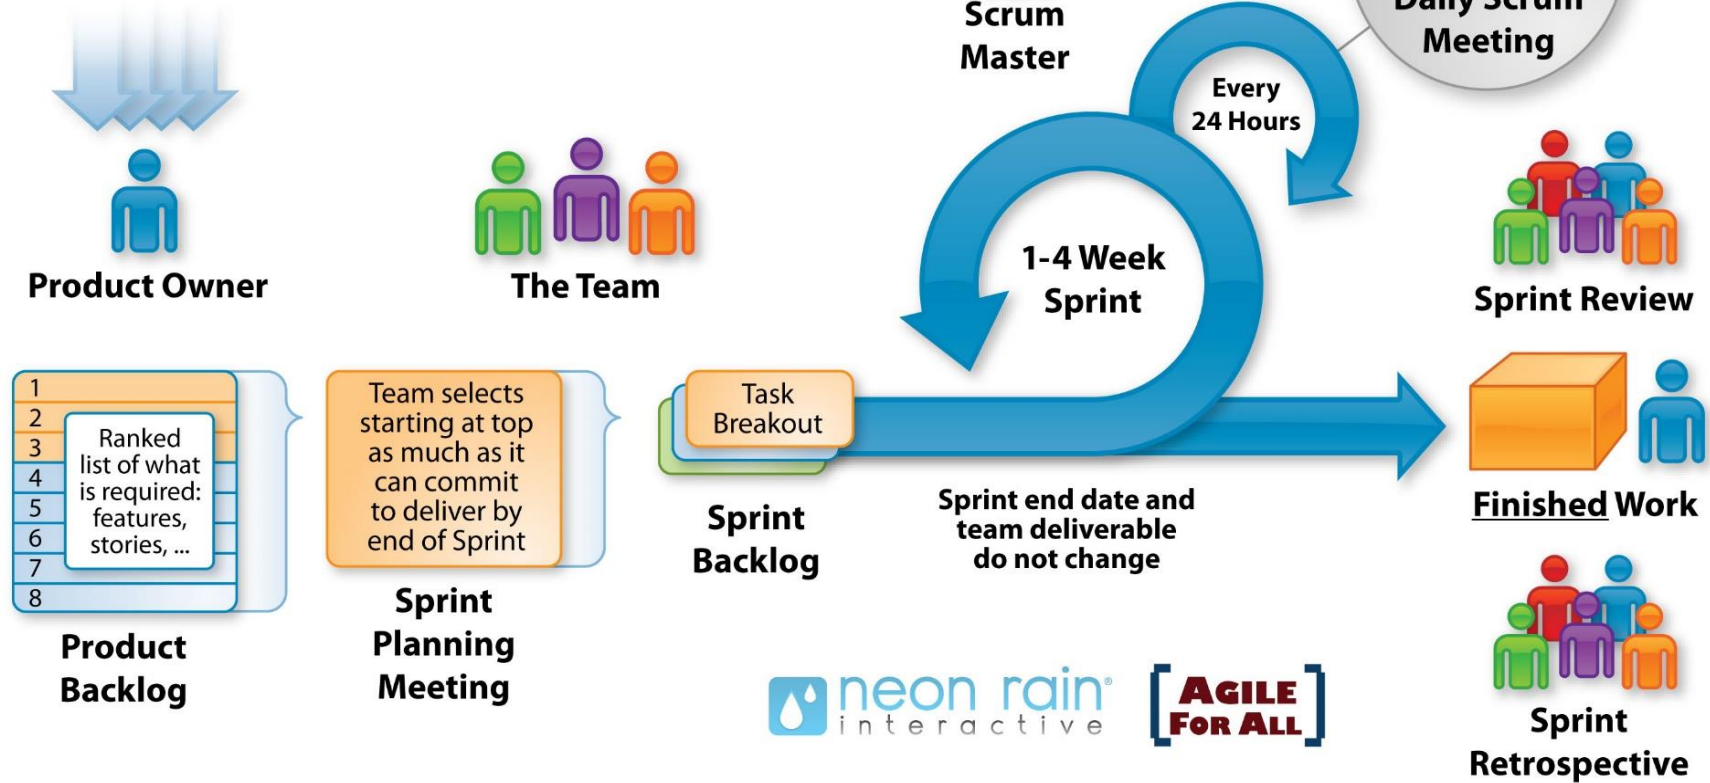 Scrum
Master
Daily Scrum
Meeting
Every
24 Hours
Product Owner
The Team
1-4 Week
Sprint
Sprint Review
1
2
3
4
5
6
7
8
Ranked
list of what
is required:
features,
stories, ...
Product
Backlog
Team selects
starting at top
as much as it
can commit
to deliver by
end of Sprint
Sprint
Planning
Meeting
Task
Breakout
Sprint
Backlog
Sprint end date and
team deliverable
do not change
Finished Work
Sprint
Retrospective
neon rain®
interactive
AGILE
FOR ALL